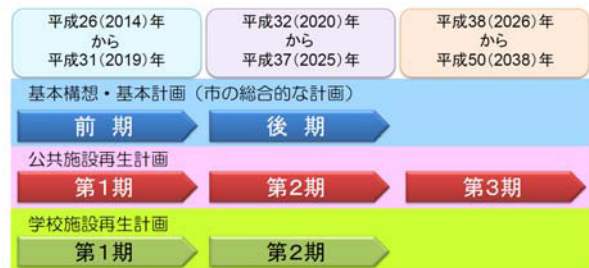 平成26(2014)年
から
平成31(2019)年
平成32(2020)年
から
平成37(2025)年
平成38(2026)年
から
平成50(2038)年
基本構想・基本計画（市の総合的な計画）
前 期
後 期
公共施設再生計画
第1期
第2期
第3期
学校施設再生計画
第1期
第2期